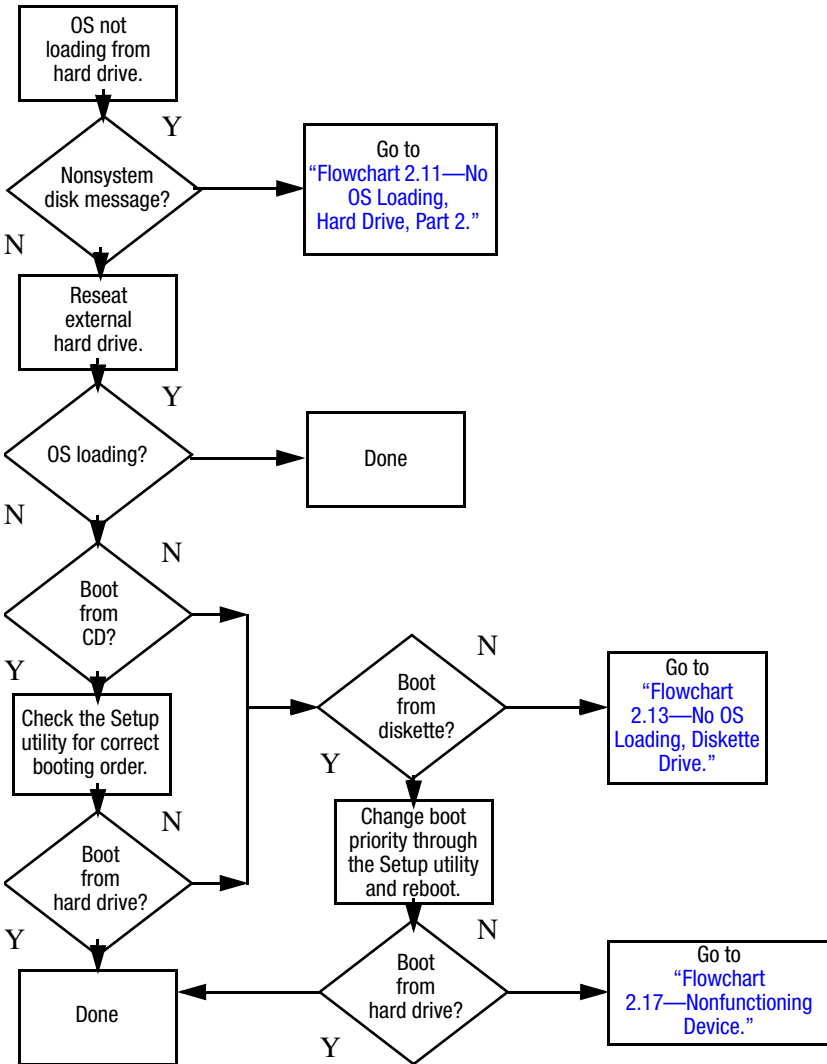 OS not
loading from
hard drive.
Y
Nonsystem
disk message?
Go to
“Flowchart 2.11—No
OS Loading,
Hard Drive, Part 2.”
N
Reseat
external
hard drive.
Y
OS loading?
Done
N
N
Boot
from
CD?
Y
Check the Setup
utility for correct
booting order.
N
Boot
from
hard drive?
Y
Done
Boot
from
diskette?
N
Go to
“Flowchart
2.13—No OS
Loading, Diskette
Drive.”
Y
Change boot
priority through
the Setup utility
and reboot.
N
Boot
from
hard drive?
Y
Go to
“Flowchart
2.17—Nonfunctioning
Device.”